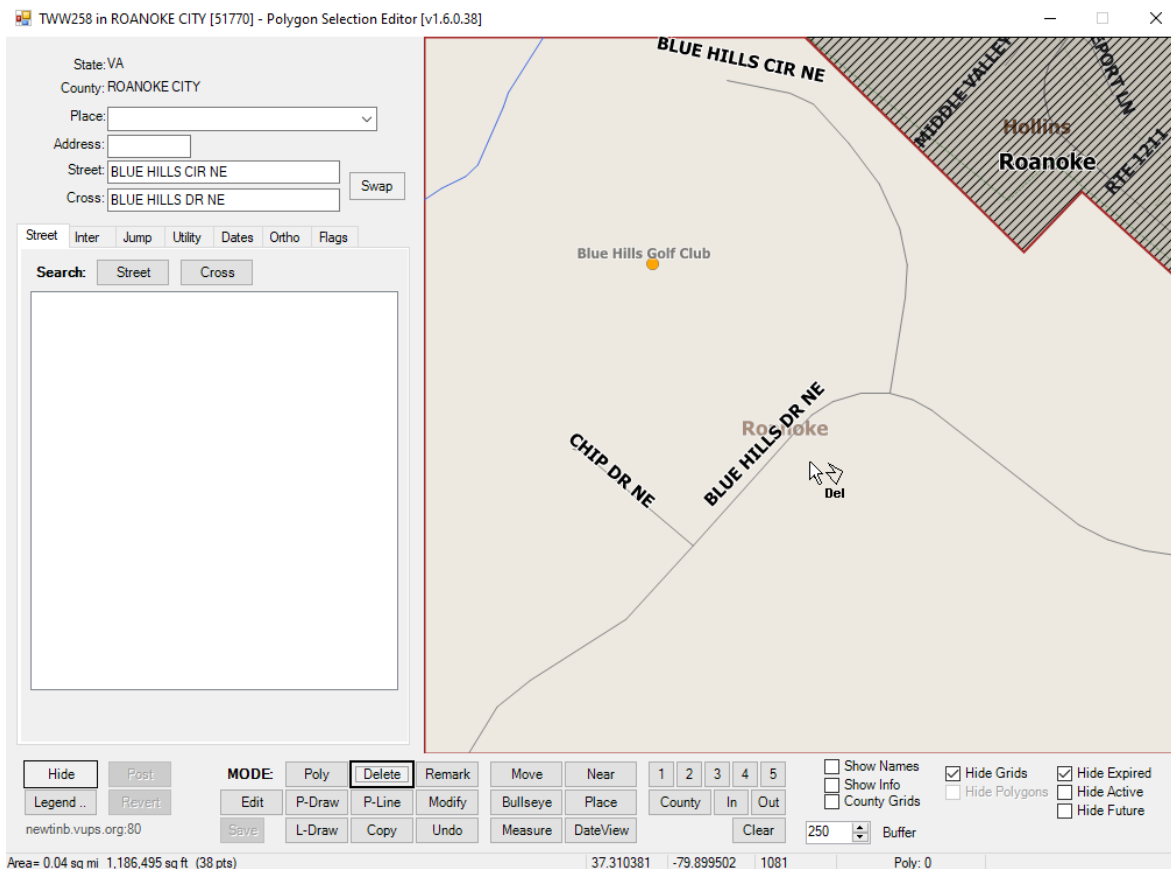 TWW258 in ROANOKE CITY [51770] - Polygon Selection Editor [v1.6.0.38]
State: VA
County: ROANOKE CITY
Place:
Address:
Street: BLUE HILLS CIR NE
Cross: BLUE HILLS DR NE
Swap
Street Inter Jump Utility Dates Ortho Flags
Search: Street Cross
BLUE HILLS CIR NE
MIDDLE VALLEY
EPORT LN
Hollins
Roanoke
RTE 1211
Blue Hills Golf Club
Roanoke
BLUE HILLS DR NE
CHIP DR NE
Del
Hide Post MODE: Poly Delete Remark Move Near 1 2 3 4 5
Legend .. Revert Edit P-Draw P-Line Modify Bullseye Place County In Out
newtinb.vups.org:80 Save L-Draw Copy Undo Measure DateView Clear
Show Names
Show Info
County Grids
Hide Grids
Hide Polygons
Hide Expired
Hide Active
Hide Future
250 Buffer
Area= 0.04 sq mi 1,186,495 sq ft (38 pts) 37.310381 -79.899502 1081 Poly: 0